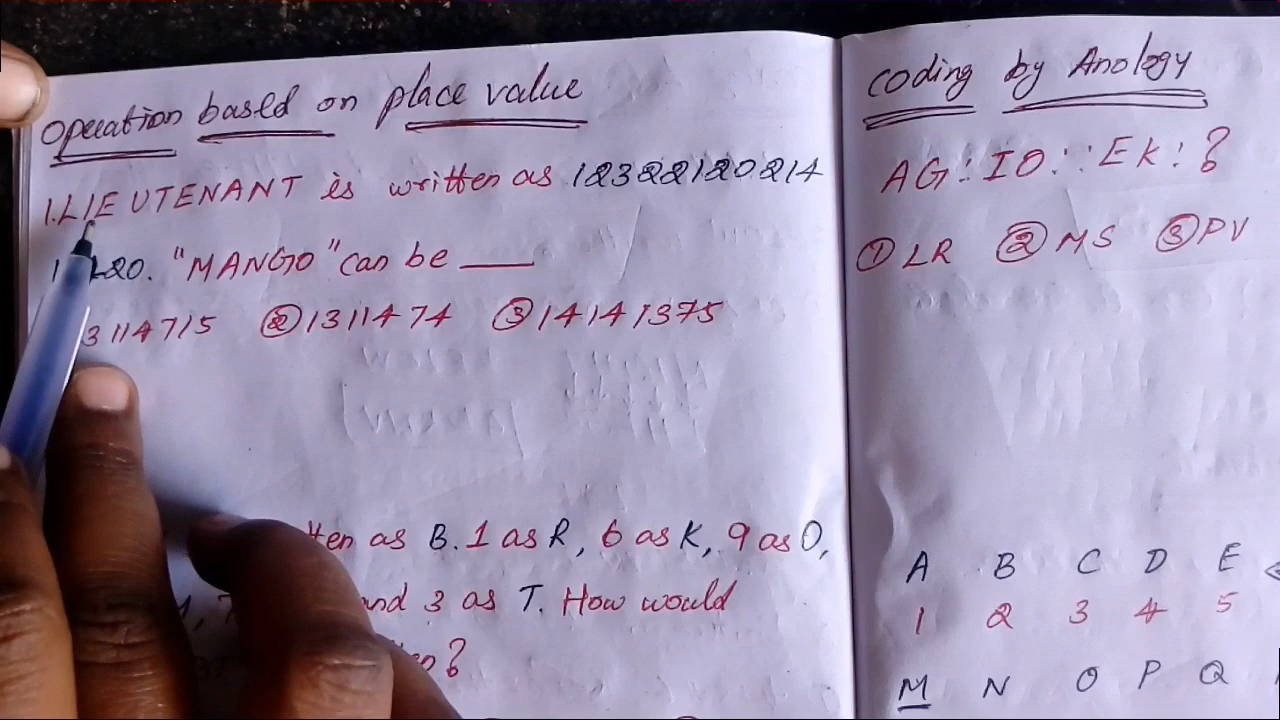 Operation based on place value
1. LIEUTENANT is written as 12322120214
120. "MANGO" can be ____
3114715 ② 1311474 ③ 14141375
as B. 1 as R, 6 as K, 9 as O,
and 3 as T. How would
?
Coding by Anology
AG : IO :: EK : ?
① LR ② MS ③ PV
A B C D E
1 2 3 4 5
M N O P Q